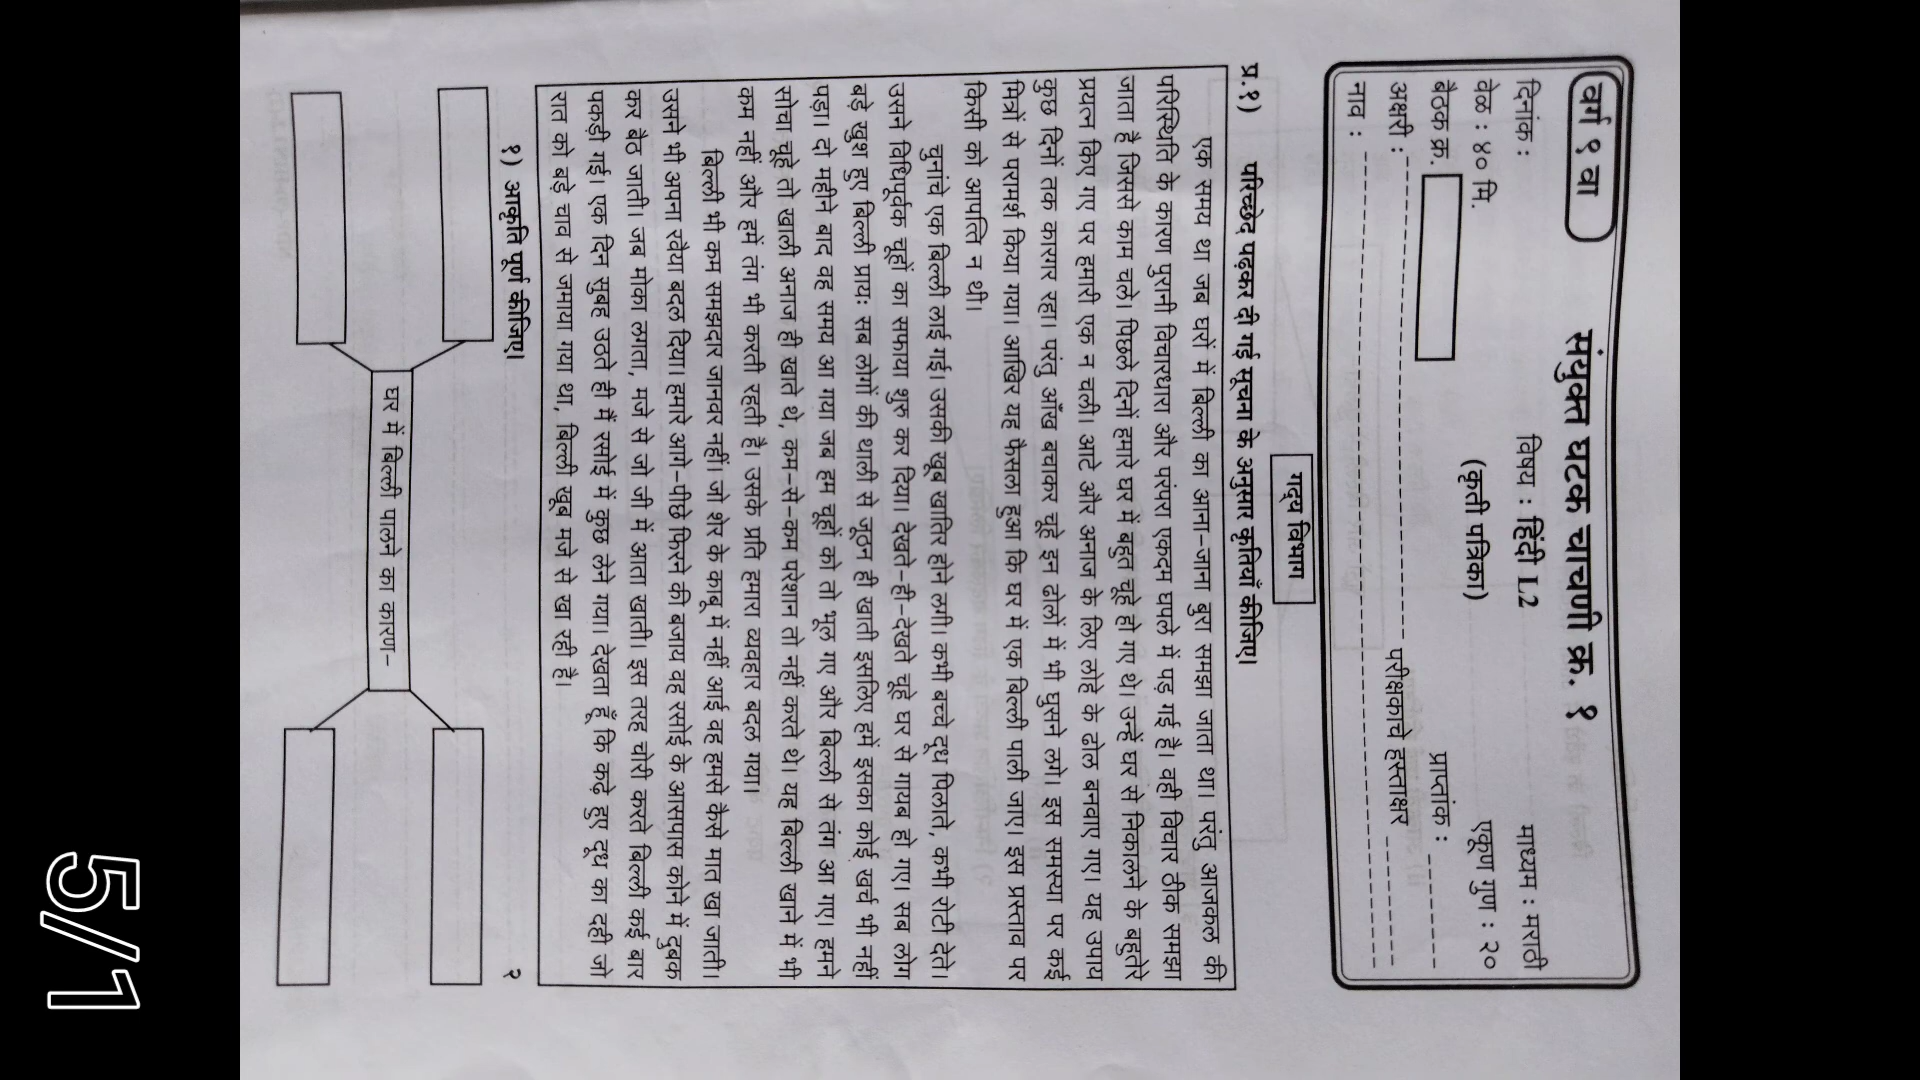 वर्ग ९ वा
संयुक्त घटक चाचणी क्र. १
दिनांक :
विषय : हिंदी L2
माध्यम : मराठी
वेळ : ४० मि.
(कृती पत्रिका)
एकूण गुण : २०
बैठक क्र.
प्राप्तांक :
अक्षरी :
परीक्षकाचे हस्ताक्षर
नाव :
गद्य विभाग
प्र.१) परिच्छेद पढ़कर दी गई सूचना के अनुसार कृतियाँ कीजिए।
एक समय था जब घरों में बिल्ली का आना-जाना बुरा समझा जाता था। परंतु आजकल की
परिस्थिति के कारण पुरानी विचारधारा और परंपरा एकदम घपले में पड़ गई है। वही विचार ठीक समझा
जाता है जिससे काम चले। पिछले दिनों हमारे घर में बहुत चूहे हो गए थे। उन्हें घर से निकालने के बहुतेरे
प्रयत्न किए गए पर हमारी एक न चली। आटे और अनाज के लिए लोहे के ढोल बनवाए गए। यह उपाय
कुछ दिनों तक कारगर रहा। परंतु आँख बचाकर चूहे इन ढोलों में भी घुसने लगे। इस समस्या पर कई
मित्रों से परामर्श किया गया। आखिर यह फैसला हुआ कि घर में एक बिल्ली पाली जाए। इस प्रस्ताव पर
किसी को आपत्ति न थी।
चुनांचे एक बिल्ली लाई गई। उसकी खूब खातिर होने लगी। कभी बच्चे दूध पिलाते, कभी रोटी देते।
उसने विधिपूर्वक चूहों का सफाया शुरु कर दिया। देखते-ही-देखते चूहे घर से गायब हो गए। सब लोग
बड़े खुश हुए बिल्ली प्रायः सब लोगों की थाली से जूठन ही खाती इसलिए हमें इसका कोई खर्च भी नहीं
पड़ा। दो महीने बाद वह समय आ गया जब हम चूहों को तो भूल गए और बिल्ली से तंग आ गए। हमने
सोचा चूहे तो खाली अनाज ही खाते थे, कम-से-कम परेशान तो नहीं करते थे। यह बिल्ली खाने में भी
कम नहीं और हमें तंग भी करती रहती है। उसके प्रति हमारा व्यवहार बदल गया।
बिल्ली भी कम समझदार जानवर नहीं। जो शेर के काबू में नहीं आई वह हमसे कैसे मात खा जाती।
उसने भी अपना रवैया बदल दिया। हमारे आगे-पीछे फिरने की बजाय वह रसोई के आसपास कोने में दुबक
कर बैठ जाती। जब मौका लगता, मजे से जो जी में आता खाती। इस तरह चोरी करते बिल्ली कई बार
पकड़ी गई। एक दिन सुबह उठते ही मैं रसोई में कुछ लेने गया। देखता हूँ कि कढ़े हुए दूध का दही जो
रात को बड़े चाव से जमाया गया था, बिल्ली खूब मजे से खा रही है।
१) आकृति पूर्ण कीजिए।
२
घर में बिल्ली पालने का कारण-
5/1